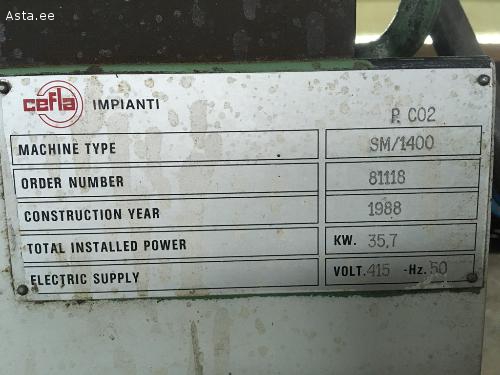 Asta.ee
cefla IMPIANTI
P. CO2
MACHINE TYPE SM/1400
ORDER NUMBER 81118
CONSTRUCTION YEAR 1988
TOTAL INSTALLED POWER KW. 35,7
ELECTRIC SUPPLY VOLT. 415 -Hz. 50